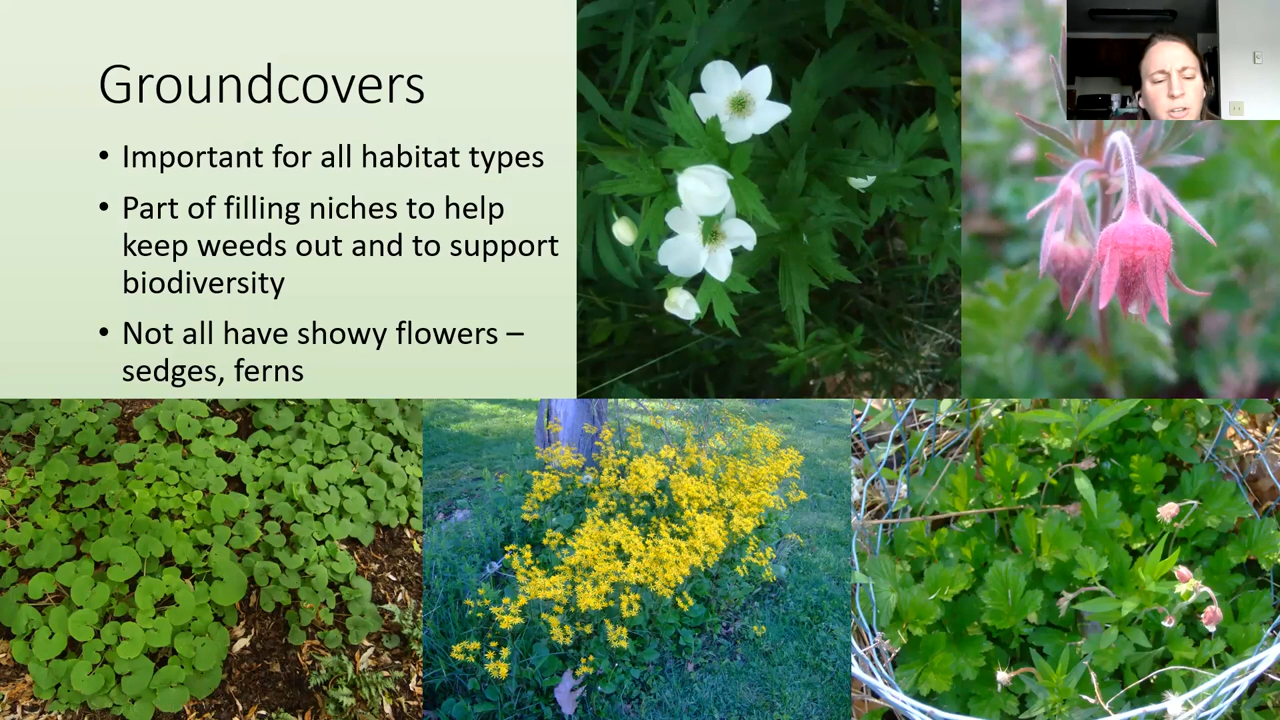 Groundcovers
• Important for all habitat types
• Part of filling niches to help
keep weeds out and to support
biodiversity
• Not all have showy flowers –
sedges, ferns